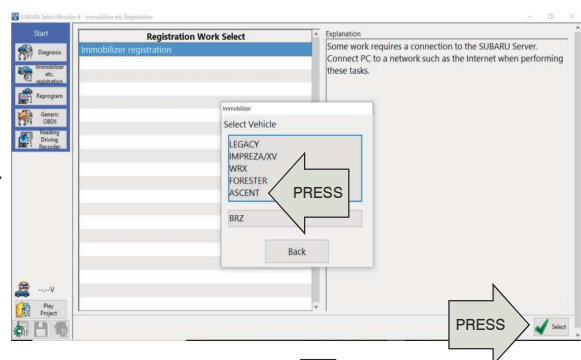 SUBARU Select Monitor 4 - Immobilizer etc. Registration
Start
Diagnosis
Immobilizer
etc.
registration
Reprogram
Generic
OBDII
Reading
Driving
Recorder
--.--V
Play
Project
Registration Work Select
Immobilizer registration
Explanation
Some work requires a connection to the SUBARU Server.
Connect PC to a network such as the Internet when performing
these tasks.
Immobilizer
Select Vehicle
LEGACY
IMPREZA/XV
WRX
FORESTER
ASCENT
PRESS
BRZ
Back
PRESS
Select